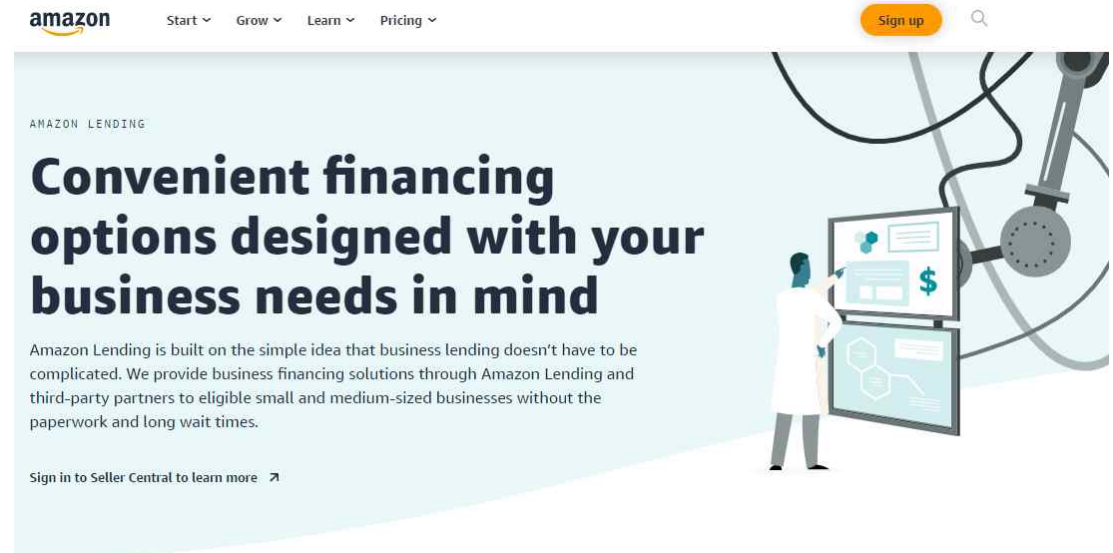 amazon
Start
Grow
Learn
Pricing
Sign up
AMAZON LENDING
Convenient financing
options designed with your
business needs in mind
Amazon Lending is built on the simple idea that business lending doesn’t have to be
complicated. We provide business financing solutions through Amazon Lending and
third-party partners to eligible small and medium-sized businesses without the
paperwork and long wait times.
Sign in to Seller Central to learn more
$